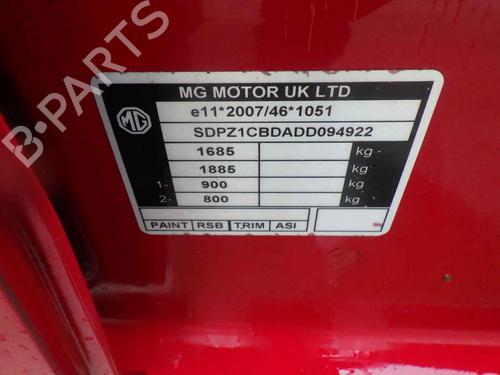 B-PARTS
MG MOTOR UK LTD
MG
e11*2007/46*1051
SDPZ1CBDADD094922
1685 kg
1885 kg
1- 900 kg
2- 800 kg
PAINT RSB T,RIM ASI